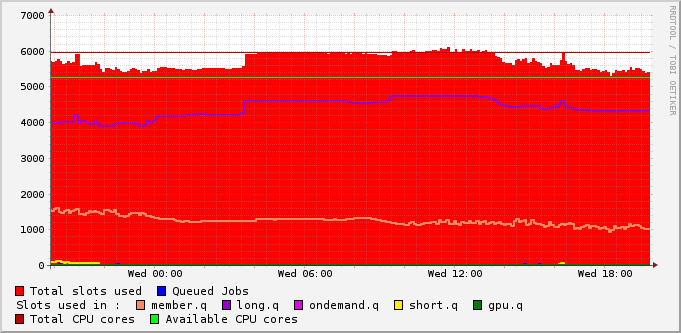 7000
6000
5000
4000
3000
2000
1000
0
Wed 00:00 Wed 06:00 Wed 12:00 Wed 18:00
Total slots used Queued Jobs
Slots used in : member.q long.q ondemand.q short.q gpu.q
Total CPU cores Available CPU cores
RRDTOOL / TOBI OETIKER